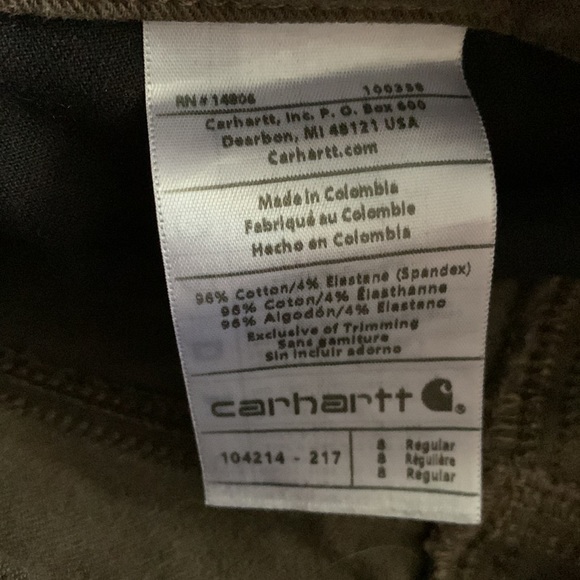 RN # 14806 100356
Carhartt, Inc. P. O. Box 600
Dearbon, MI 48121 USA
Carhartt.com
Made in Colombia
Fabriqué au Colombie
Hecho en Colombia
96% Cotton/4% Elastane (Spandex)
96% Coton/4% Élasthanne
96% Algodón/4% Elastano
Exclusive of Trimming
Sans garniture
Sin incluir adorno
carhartt
104214 - 217
8 Regular
8 Régulière
8 Regular